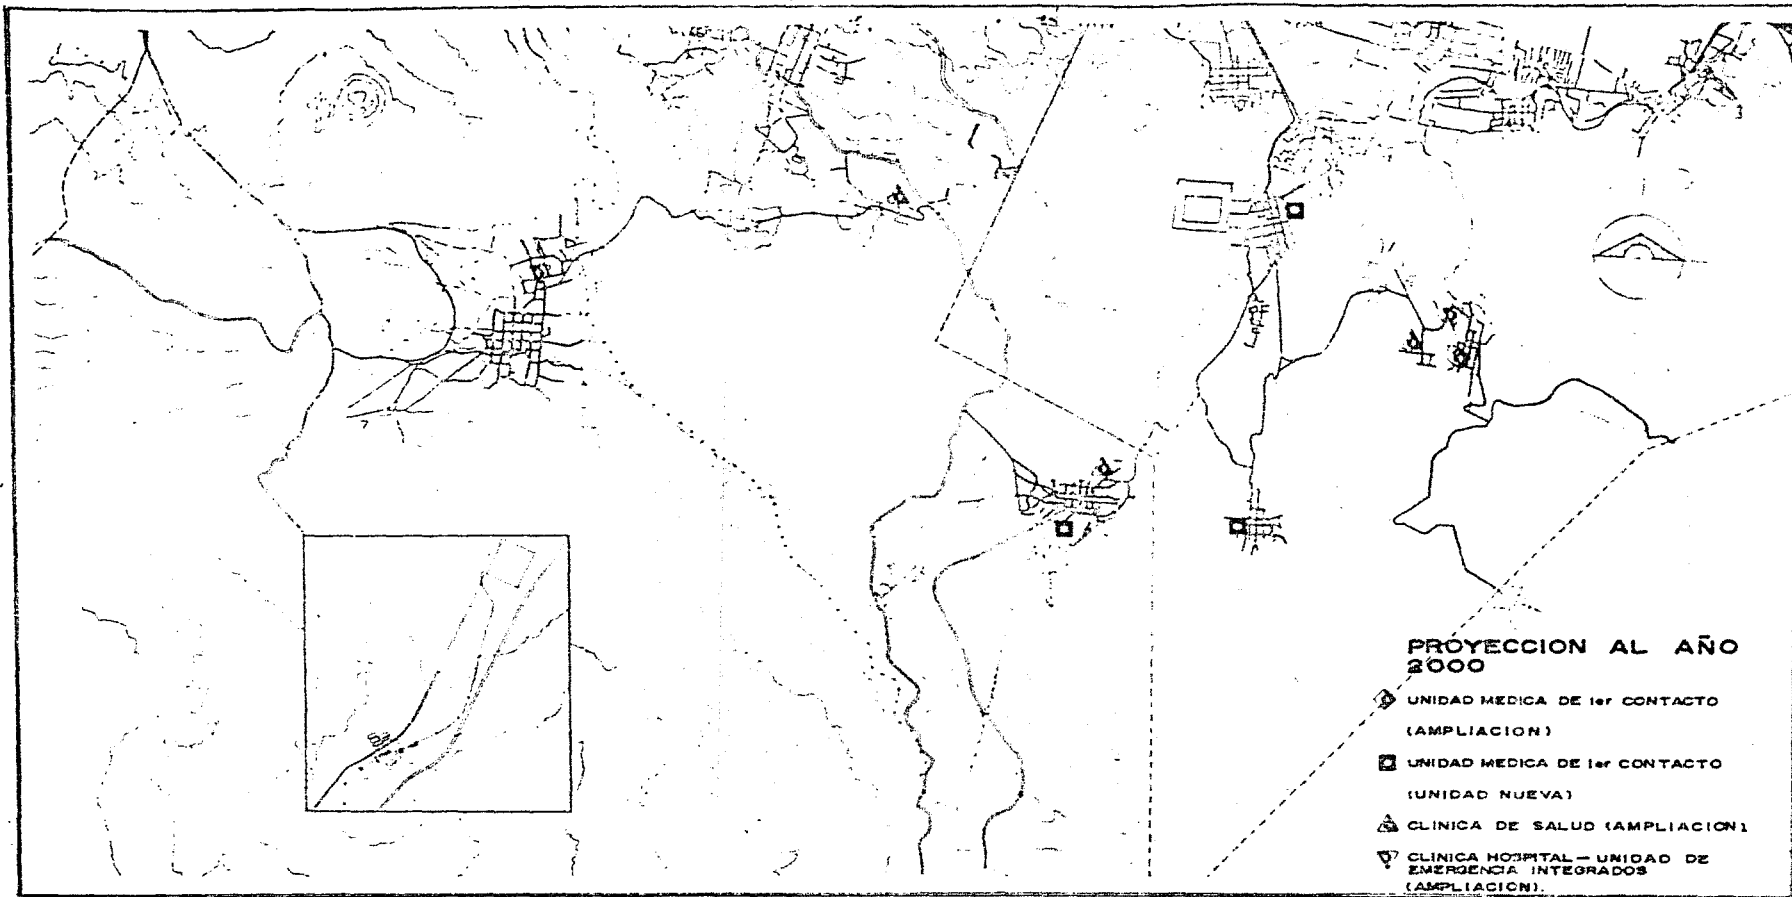 PROYECCION AL AÑO
2000
UNIDAD MEDICA DE 1er CONTACTO
(AMPLIACION)
UNIDAD MEDICA DE 1er CONTACTO
(UNIDAD NUEVA)
CLINICA DE SALUD (AMPLIACION)
CLINICA HOSPITAL - UNIDAD DE
EMERGENCIA INTEGRADOS
(AMPLIACION).